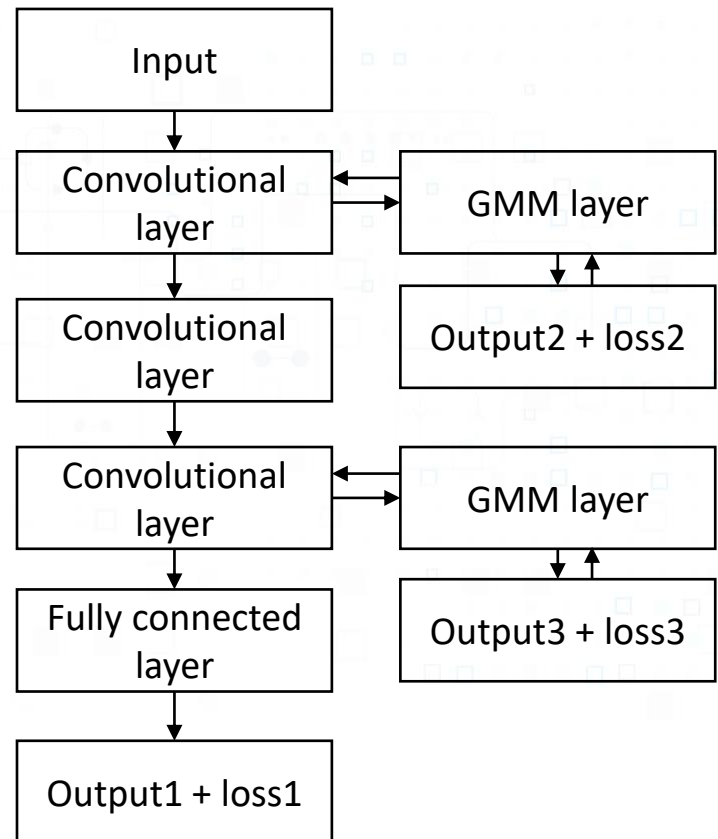 Input
Convolutional
layer
GMM layer
Convolutional
layer
Output2 + loss2
Convolutional
layer
GMM layer
Fully connected
layer
Output3 + loss3
Output1 + loss1